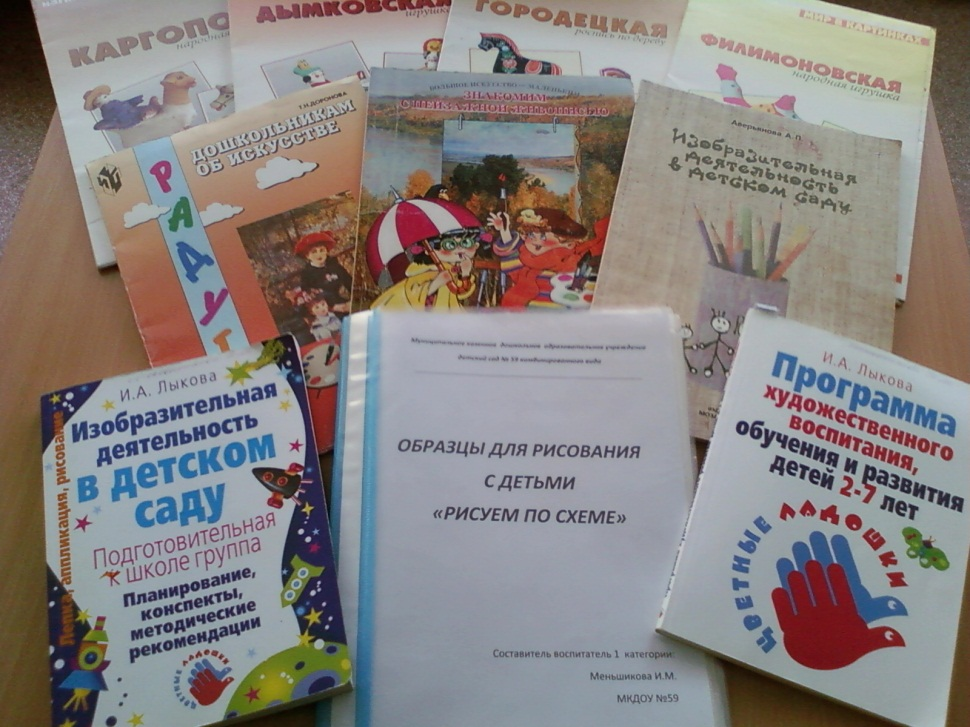 КАРГОПО
народная
ДЫМКОВСКАЯ
игрушка
ГОРОДЕЦКАЯ
роспись по дереву
МИР В КАРТИНКАХ
ФИЛИМОНОВСКАЯ
народная игрушка
Т.Н.ДОРОНОВА
ДОШКОЛЬНИКАМ
ОБ ИСКУССТВЕ
РАДУГ
БОЛЬШОЕ ИСКУССТВО — МАЛЕНЬКИМ
ЗНАКОМИМ
С ПЕЙЗАЖНОЙ ЖИВОПИСЬЮ
Аверьянова А.П.
Изобразительная
деятельность
в детском саду
И.А. Лыкова
Изобразительная
деятельность
в детском
саду
Подготовительная
к школе группа
Планирование,
конспекты,
методические
рекомендации
Лепка, аппликация, рисование
ЦВЕТНЫЕ ЛАДОШКИ
Муниципальное казенное дошкольное образовательное учреждение
детский сад № 59 комбинированного вида
ОБРАЗЦЫ ДЛЯ РИСОВАНИЯ
С ДЕТЬМИ
«РИСУЕМ ПО СХЕМЕ»
Составитель воспитатель 1 категории:
Меньшикова И.М.
МКДОУ №59
И.А. Лыкова
Программа
художественного
воспитания,
обучения и развития
детей 2-7 лет
ЦВЕТНЫЕ ЛАДОШКИ